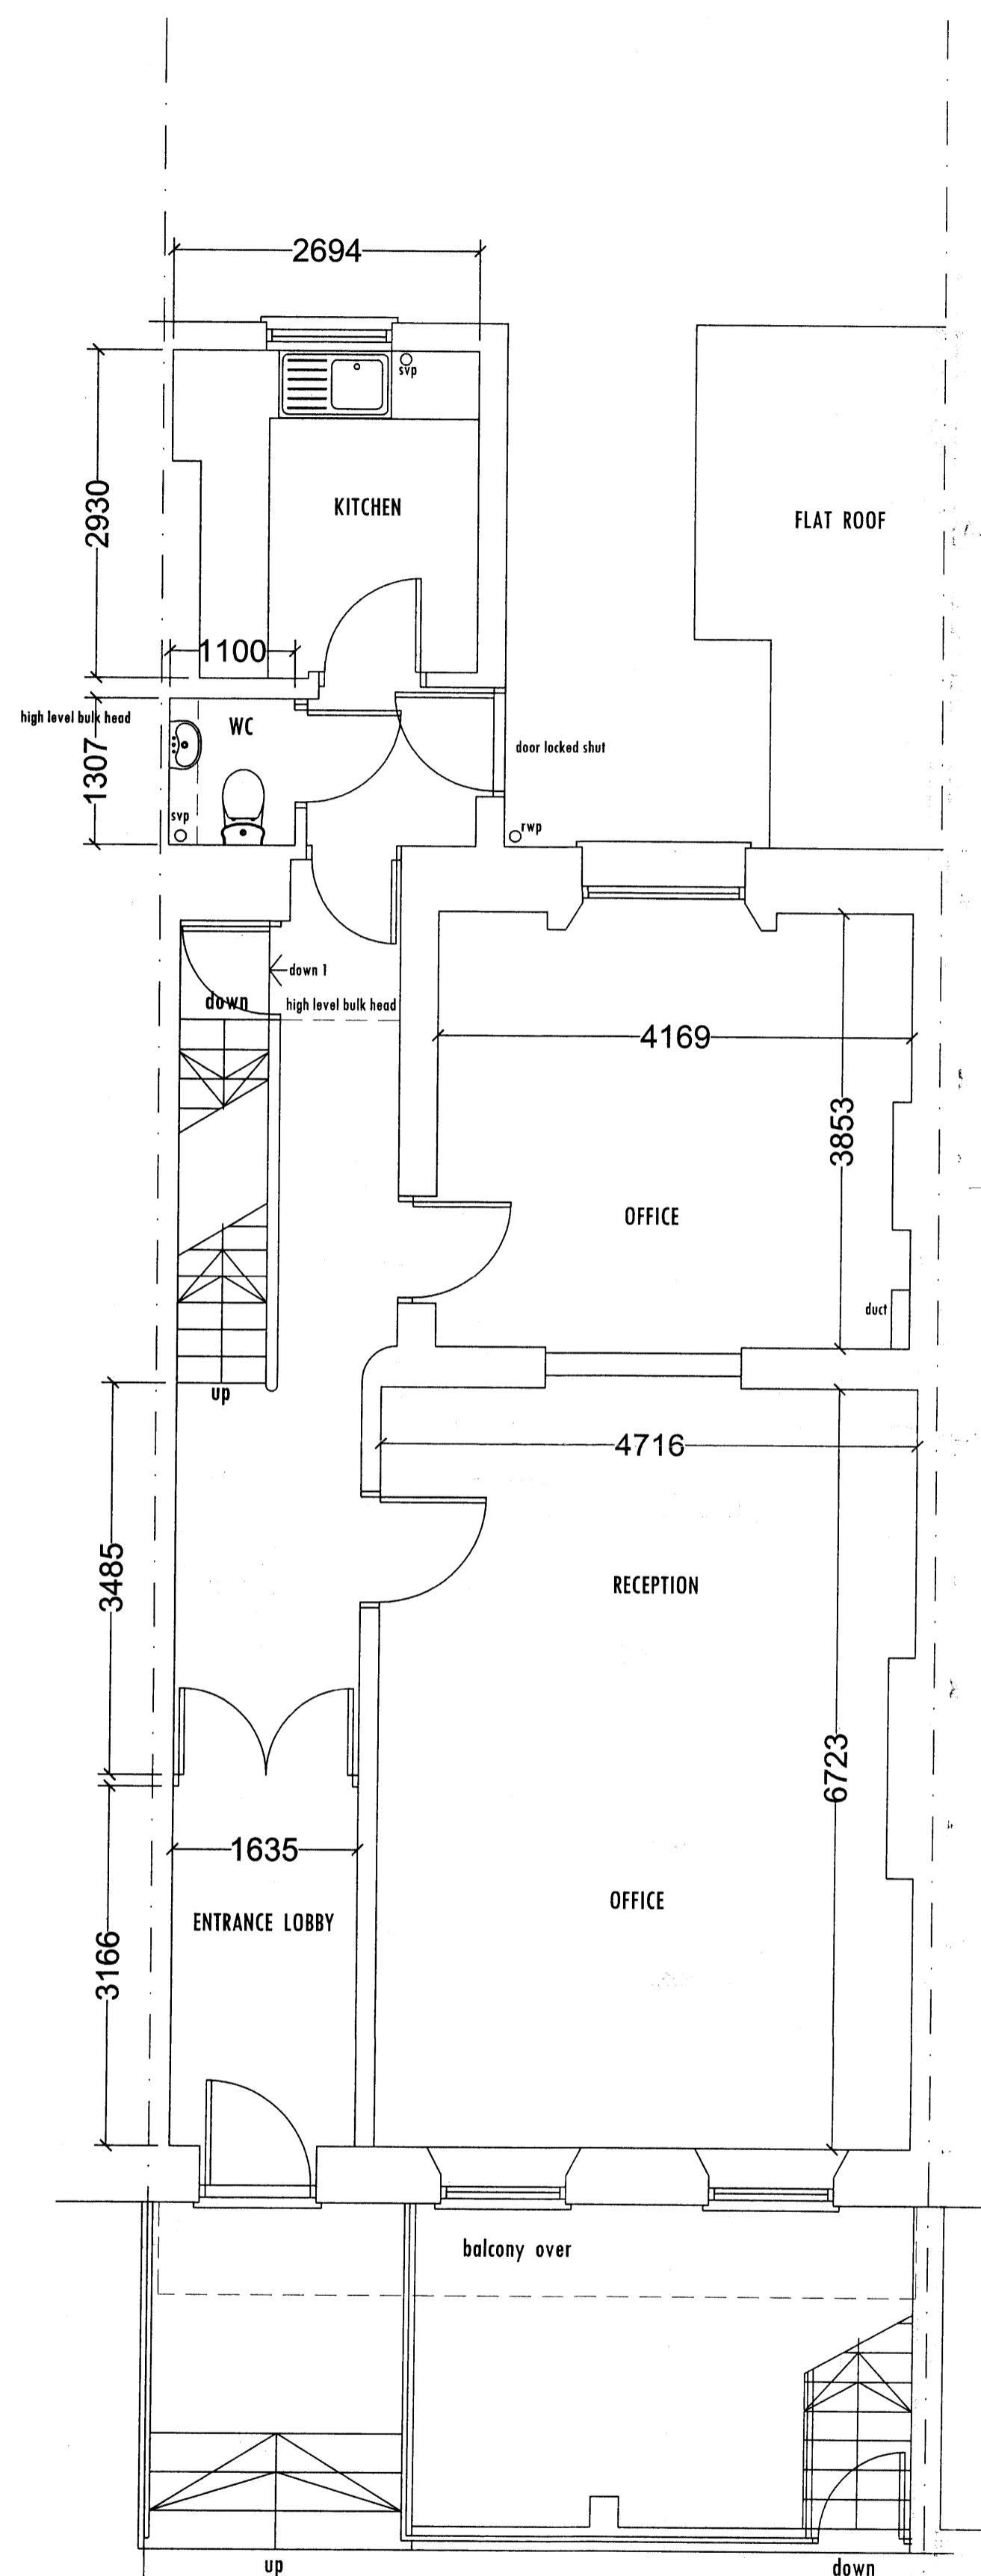 2694
svp
2930
KITCHEN
FLAT ROOF
1100
high level bulk head
WC
door locked shut
1307
svp
rwp
down 1
down
high level bulk head
4169
3853
OFFICE
duct
up
4716
3485
RECEPTION
6723
1635
OFFICE
ENTRANCE LOBBY
3166
balcony over
up
down